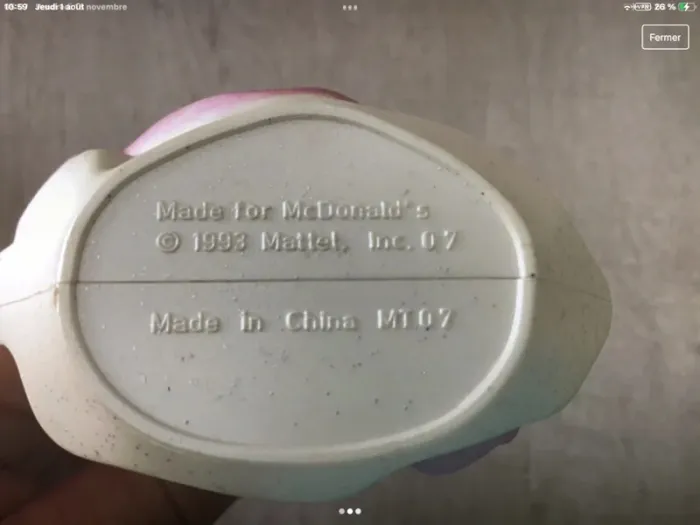 10:59
26 %
Fermer
Made for McDonald's
© 1993 Mattel, Inc. 07
Made in China MT07